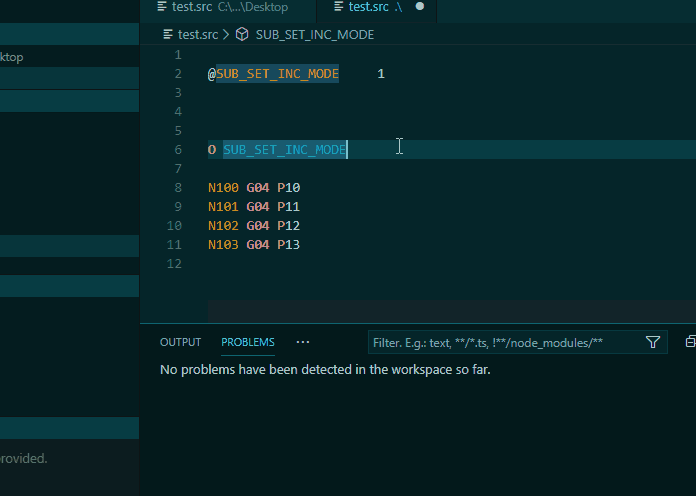 test.src C:\...\Desktop test.src .\
test.src > SUB_SET_INC_MODE
ktop
1
2 @SUB_SET_INC_MODE 1
3
4
5
6 O SUB_SET_INC_MODE
7
8 N100 G04 P10
9 N101 G04 P11
10 N102 G04 P12
11 N103 G04 P13
12
OUTPUT PROBLEMS ... Filter. E.g.: text, **/*.ts, !**/node_modules/**
No problems have been detected in the workspace so far.
rovided.